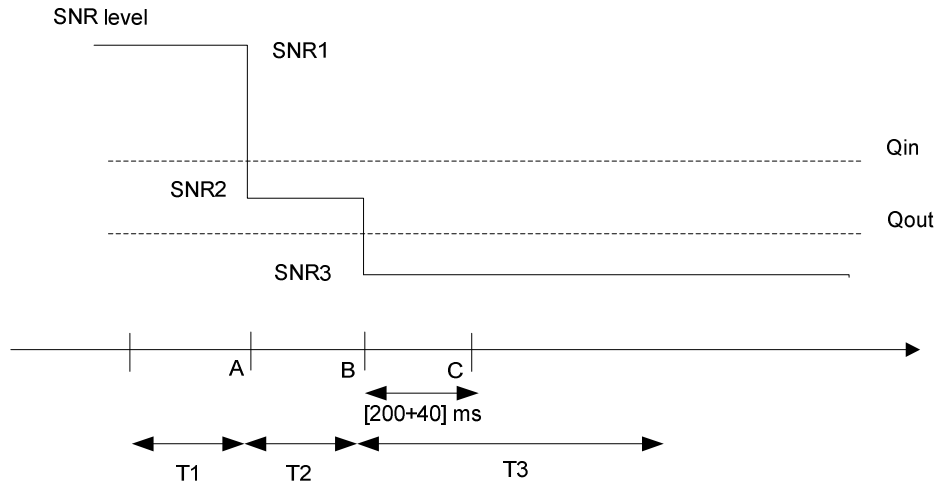 SNR level
SNR1
Qin
SNR2
Qout
SNR3
A
B
C
[200+40] ms
T1
T2
T3